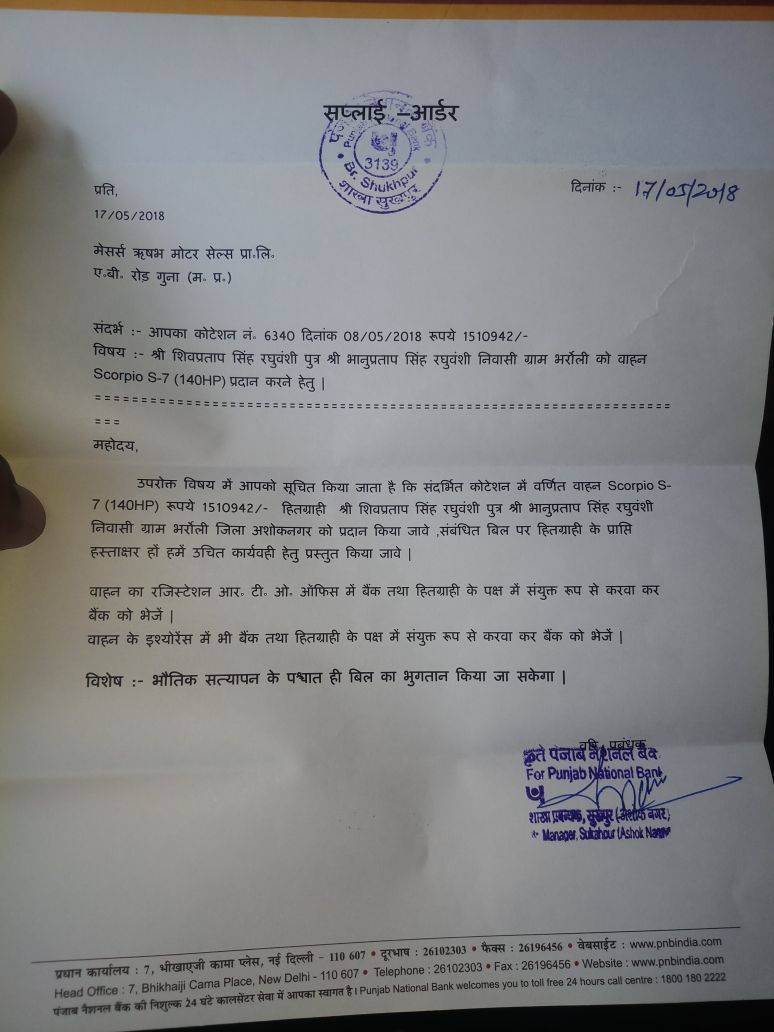 सप्लाई –आर्डर
पंजाब नैशनल बैंक
Punjab National Bank
3139
Br. Shukhpur
शाखा सुखपुर
प्रति,
दिनांक :- 17/05/2018
17/05/2018
मेसर्स ऋषभ मोटर सेल्स प्रा॰लि॰
ए॰बी॰ रोड़ गुना (म॰ प्र॰)
संदर्भ :- आपका कोटेशन नं॰ 6340 दिनांक 08/05/2018 रूपये 1510942/-
विषय :- श्री शिवप्रताप सिंह रघुवंशी पुत्र श्री भानुप्रताप सिंह रघुवंशी निवासी ग्राम भर्रोली को वाहन
Scorpio S-7 (140HP) प्रदान करने हेतु |
================================================================
===
महोदय,
उपरोक्त विषय में आपको सूचित किया जाता है कि संदर्भित कोटेशन में वर्णित वाहन Scorpio S-
7 (140HP) रूपये 1510942/- हितग्राही श्री शिवप्रताप सिंह रघुवंशी पुत्र श्री भानुप्रताप सिंह रघुवंशी
निवासी ग्राम भर्रोली जिला अशोकनगर को प्रदान किया जावे ,संबंधित बिल पर हितग्राही के प्राप्ति
हस्ताक्षर हों हमें उचित कार्यवही हेतु प्रस्तुत किया जावे |
वाहन का रजिस्टेशन आर॰ टी॰ ओ॰ ऑफिस में बैंक तथा हितग्राही के पक्ष में संयुक्त रूप से करवा कर
बैंक को भेजें |
वाहन के इश्योरेंस में भी बैंक तथा हितग्राही के पक्ष में संयुक्त रूप से करवा कर बैंक को भेजें |
विशेष :- भौतिक सत्यापन के पश्चात ही बिल का भुगतान किया जा सकेगा |
वरि. प्रबंधक
कृते पंजाब नैशनल बैंक
For Punjab National Bank
शाखा प्रबन्धक, सुखपुर (अशोक नगर)
Manager, Sukahpur (Ashok Nagar
प्रधान कार्यालय : 7, भीखाएजी कामा प्लेस, नई दिल्ली - 110 607 • दूरभाष : 26102303 • फैक्स : 26196456 • वेबसाईट : www.pnbindia.com
Head Office : 7, Bhikhaiji Cama Place, New Delhi - 110 607 • Telephone : 26102303 • Fax : 26196456 • Website : www.pnbindia.com
पंजाब नैशनल बैंक की निशुल्क 24 घंटे कालसेंटर सेवा में आपका स्वागत है। Punjab National Bank welcomes you to toll free 24 hours call centre : 1800 180 2222